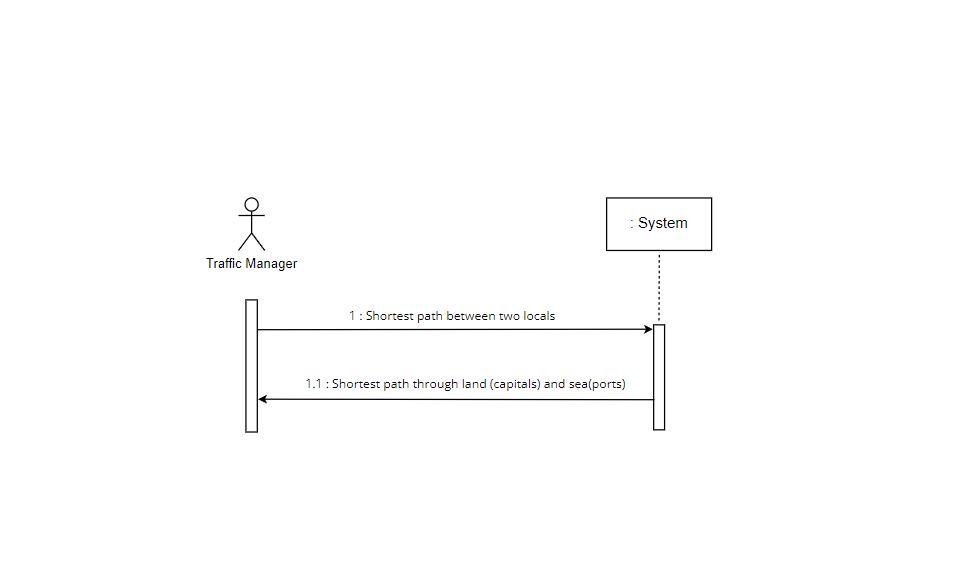 : System
Traffic Manager
1 : Shortest path between two locals
1.1 : Shortest path through land (capitals) and sea(ports)